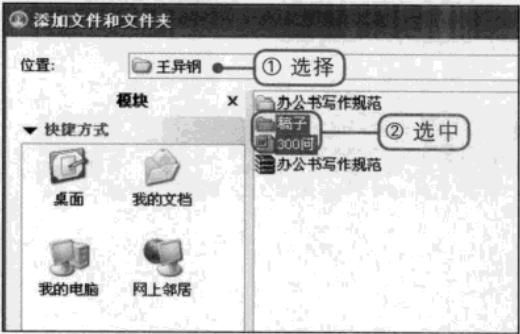 添加文件和文件夹
位置:
王异钢
① 选择
模块
×
办公书写作规范
▼ 快捷方式
稿子
② 选中
300问
办公书写作规范
桌面
我的文档
我的电脑
网上邻居